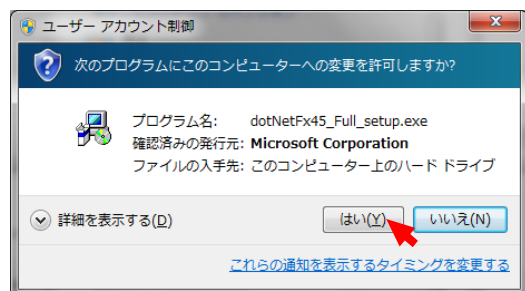 ユーザー アカウント制御
次のプログラムにこのコンピューターへの変更を許可しますか?
プログラム名: dotNetFx45_Full_setup.exe
確認済みの発行元: Microsoft Corporation
ファイルの入手先: このコンピューター上のハード ドライブ
詳細を表示する(D) はい(Y) いいえ(N)
これらの通知を表示するタイミングを変更する